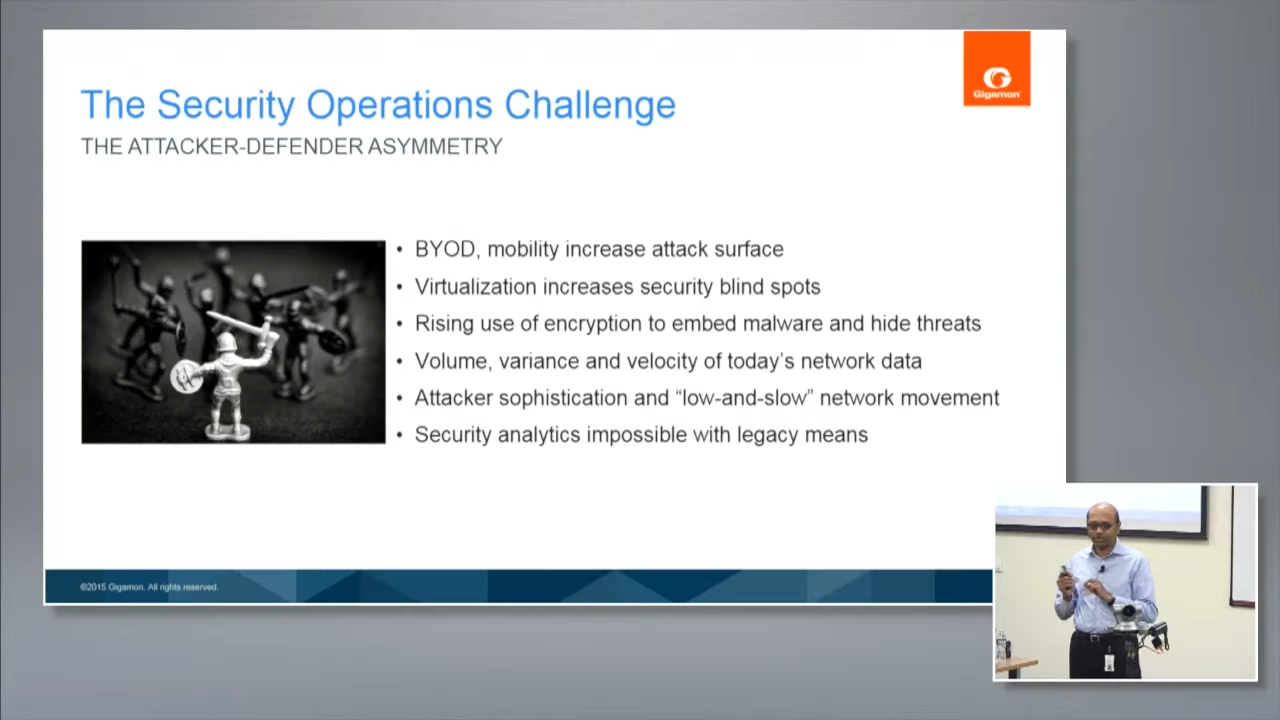 Gigamon
The Security Operations Challenge
THE ATTACKER-DEFENDER ASYMMETRY
• BYOD, mobility increase attack surface
• Virtualization increases security blind spots
• Rising use of encryption to embed malware and hide threats
• Volume, variance and velocity of today's network data
• Attacker sophistication and “low-and-slow” network movement
• Security analytics impossible with legacy means
©2015 Gigamon. All rights reserved.